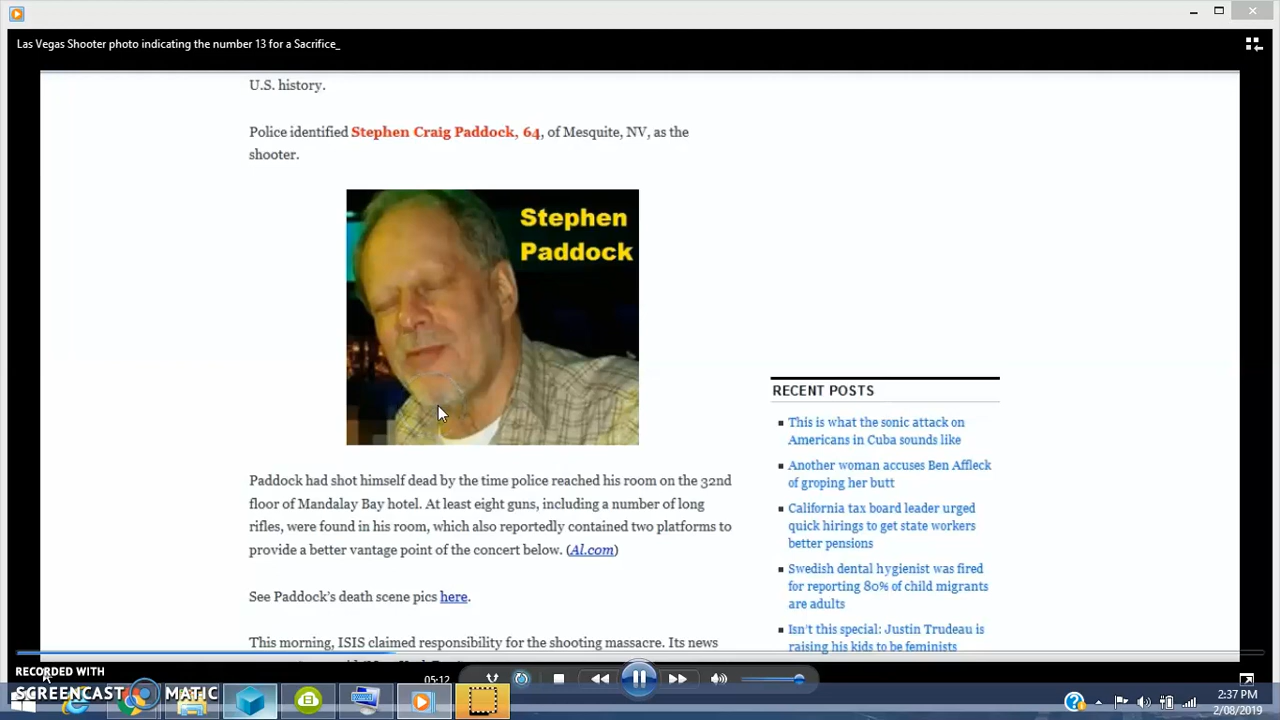 Las Vegas Shooter photo indicating the number 13 for a Sacrifice_
U.S. history.
Police identified Stephen Craig Paddock, 64, of Mesquite, NV, as the
shooter.
Stephen
Paddock
Paddock had shot himself dead by the time police reached his room on the 32nd
floor of Mandalay Bay hotel. At least eight guns, including a number of long
rifles, were found in his room, which also reportedly contained two platforms to
provide a better vantage point of the concert below. (Al.com)
See Paddock's death scene pics here.
This morning, ISIS claimed responsibility for the shooting massacre. Its news
RECENT POSTS
This is what the sonic attack on
Americans in Cuba sounds like
Another woman accuses Ben Affleck
of groping her butt
California tax board leader urged
quick hirings to get state workers
better pensions
Swedish dental hygienist was fired
for reporting 80% of child migrants
are adults
Isn't this special: Justin Trudeau is
raising his kids to be feminists
05:12
RECORDED WITH
SCREENCAST MATIC
2:37 PM
2/08/2019